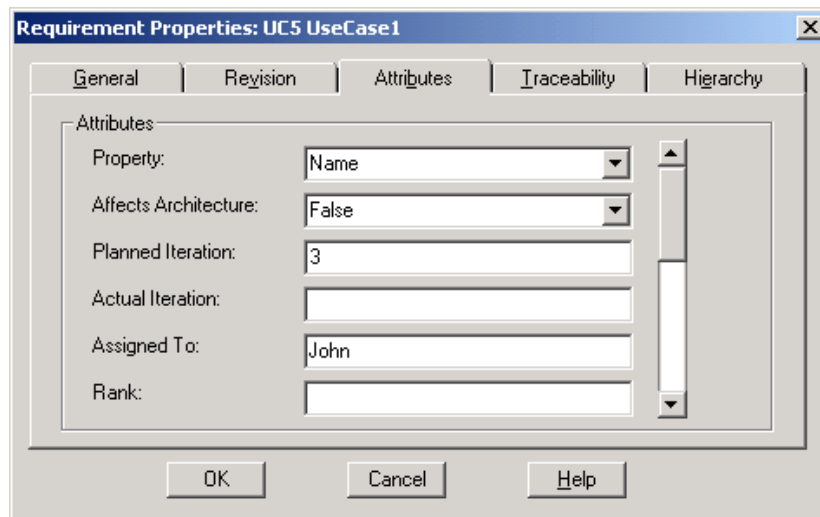 Requirement Properties: UC5 UseCase1
General Revision Attributes Traceability Hierarchy
Attributes
Property: Name
Affects Architecture: False
Planned Iteration: 3
Actual Iteration:
Assigned To: John
Rank:
OK Cancel Help